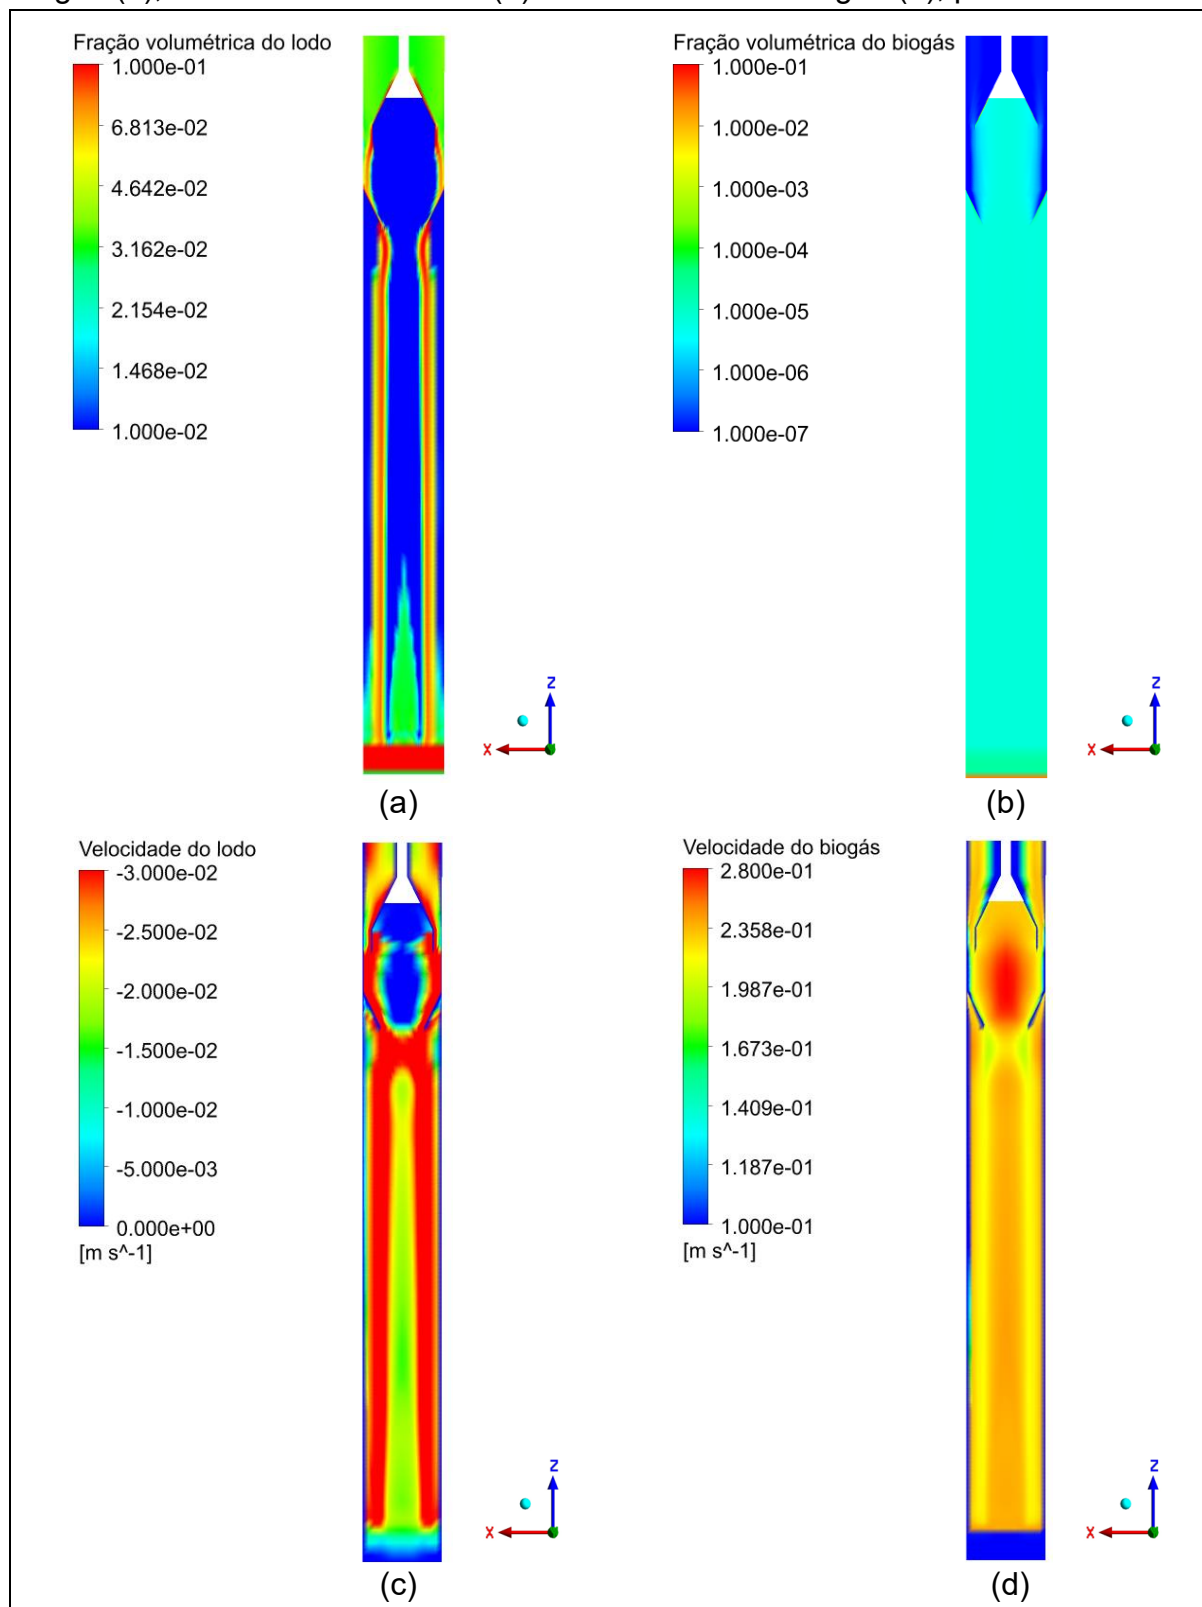 Fração volumétrica do lodo
1.000e-01
6.813e-02
4.642e-02
3.162e-02
2.154e-02
1.468e-02
1.000e-02
Z
X
(a)
Fração volumétrica do biogás
1.000e-01
1.000e-02
1.000e-03
1.000e-04
1.000e-05
1.000e-06
1.000e-07
Z
X
(b)
Velocidade do lodo
-3.000e-02
-2.500e-02
-2.000e-02
-1.500e-02
-1.000e-02
-5.000e-03
0.000e+00
[m s^-1]
Z
X
(c)
Velocidade do biogás
2.800e-01
2.358e-01
1.987e-01
1.673e-01
1.409e-01
1.187e-01
1.000e-01
[m s^-1]
Z
X
(d)